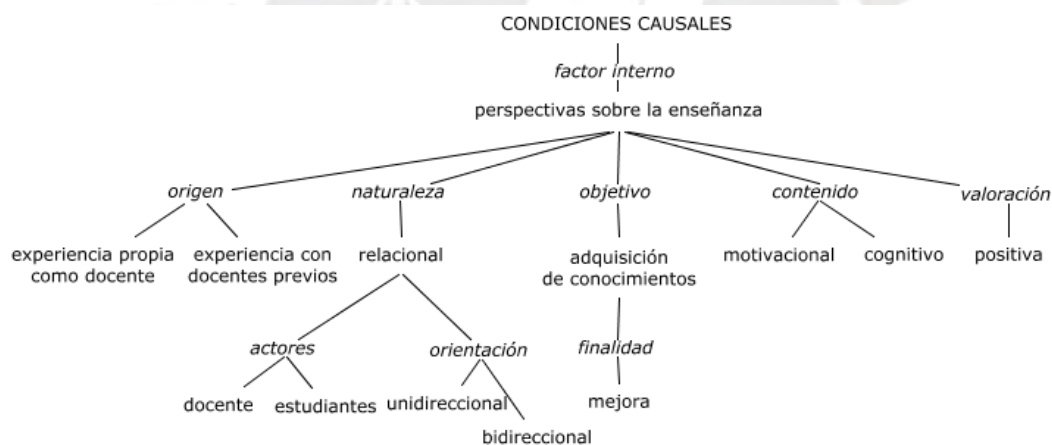 CONDICIONES CAUSALES
factor interno
perspectivas sobre la enseñanza
origen
naturaleza
objetivo
contenido
valoración
experiencia propia
como docente
experiencia con
docentes previos
relacional
adquisición
de conocimientos
motivacional
cognitivo
positiva
actores
orientación
finalidad
docente
estudiantes
unidireccional
bidireccional
mejora